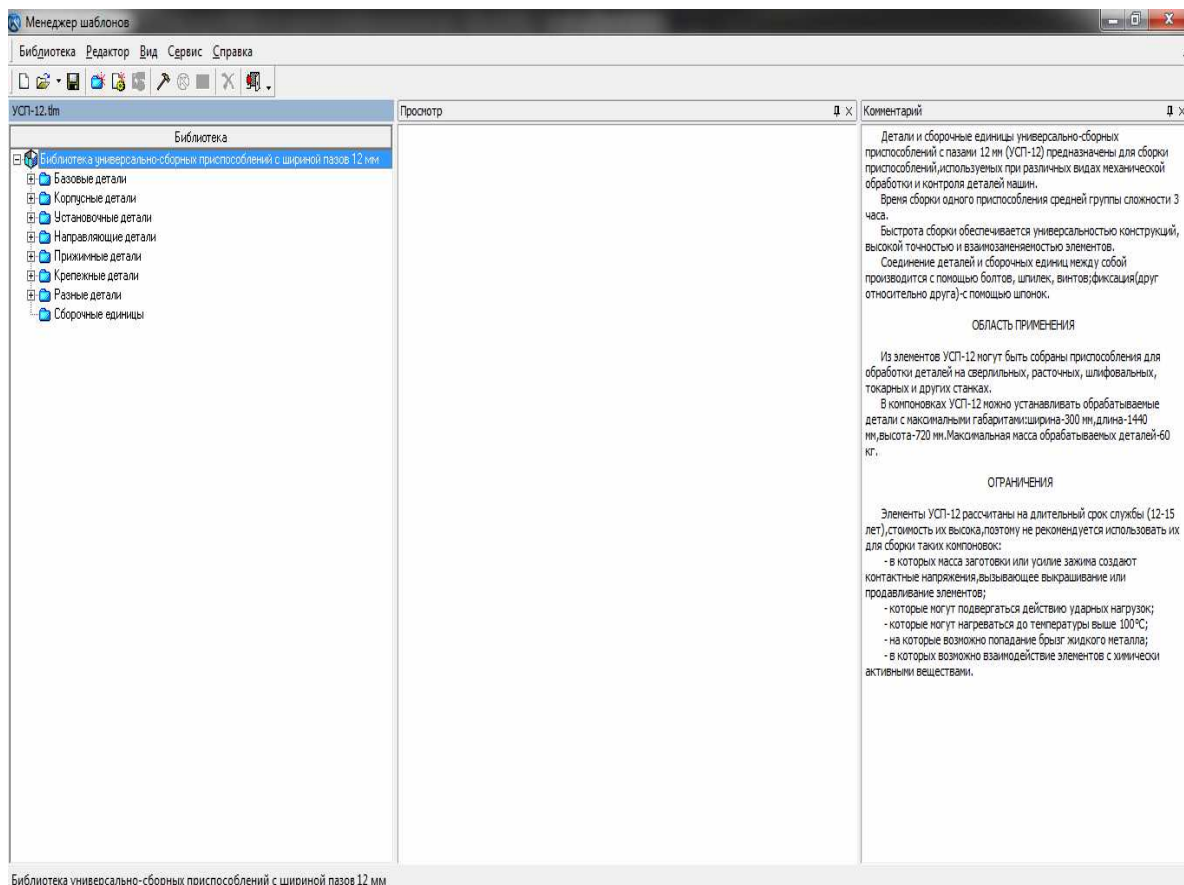 Менеджер шаблонов
Библиотека Редактор Вид Сервис Справка
УСП-12.tlm
Библиотека
Библиотека универсально-сборных приспособлений с шириной пазов 12 мм
Базовые детали
Корпусные детали
Установочные детали
Направляющие детали
Прижимные детали
Крепежные детали
Разные детали
Сборочные единицы
Просмотр
Комментарий
Детали и сборочные единицы универсально-сборных
приспособлений с пазами 12 мм (УСП-12) предназначены для сборки
приспособлений,используемых при различных видах механической
обработки и контроля деталей машин.
Время сборки одного приспособления средней группы сложности 3
часа.
Быстрота сборки обеспечивается универсальностью конструкций,
высокой точностью и взаимозаменяемостью элементов.
Соединение деталей и сборочных единиц между собой
производится с помощью болтов, шпилек, винтов;фиксация(друг
относительно друга)-с помощью шпонок.
ОБЛАСТЬ ПРИМЕНЕНИЯ
Из элементов УСП-12 могут быть собраны приспособления для
обработки деталей на сверлильных, расточных, шлифовальных,
токарных и других станках.
В компоновках УСП-12 можно устанавливать обрабатываемые
детали с максимальными габаритами:ширина-300 мм,длина-1440
мм,высота-720 мм.Максимальная масса обрабатываемых деталей-60
кг.
ОГРАНИЧЕНИЯ
Элементы УСП-12 рассчитаны на длительный срок службы (12-15
лет),стоимость их высока,поэтому не рекомендуется использовать их
для сборки таких компоновок:
- в которых масса заготовки или усилие зажима создают
контактные напряжения,вызывающее выкрашивание или
продавливание элементов;
- которые могут подвергаться действию ударных нагрузок;
- которые могут нагреваться до температуры выше 100°С;
- на которые возможно попадание брызг жидкого металла;
- в которых возможно взаимодействие элементов с химически
активными веществами.
Библиотека универсально-сборных приспособлений с шириной пазов 12 мм